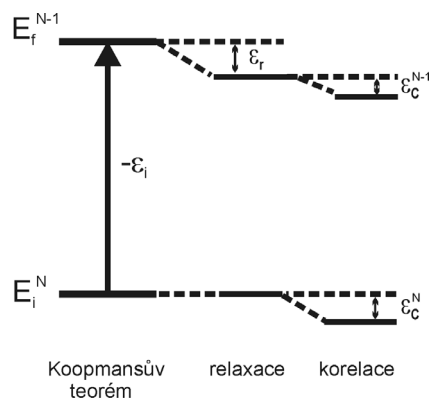 E_f^{N-1}
ε_r
ε_C^{N-1}
-ε_i
E_i^N
ε_C^N
Koopmansův relaxace korelace
teorém